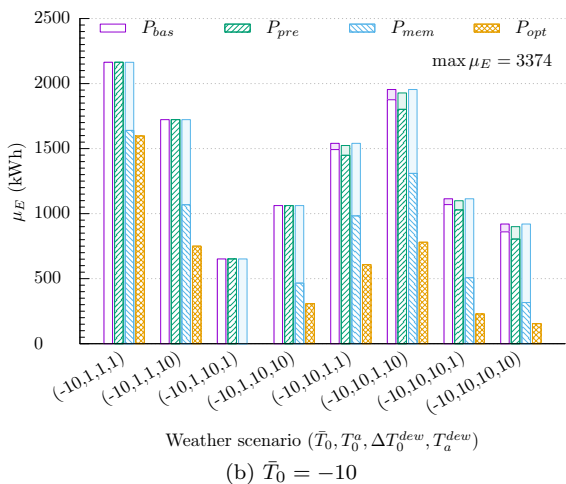 2500
P_bas P_pre P_mem P_opt
max μ_E = 3374
2000
1500
1000
500
0
μ_E (kWh)
(-10,1,1,1)
(-10,1,1,10)
(-10,1,10,1)
(-10,1,10,10)
(-10,10,1,1)
(-10,10,1,10)
(-10,10,10,1)
(-10,10,10,10)
Weather scenario (T̄_0, T_0^a, ΔT_0^dew, T_a^dew)
(b) T̄_0 = −10